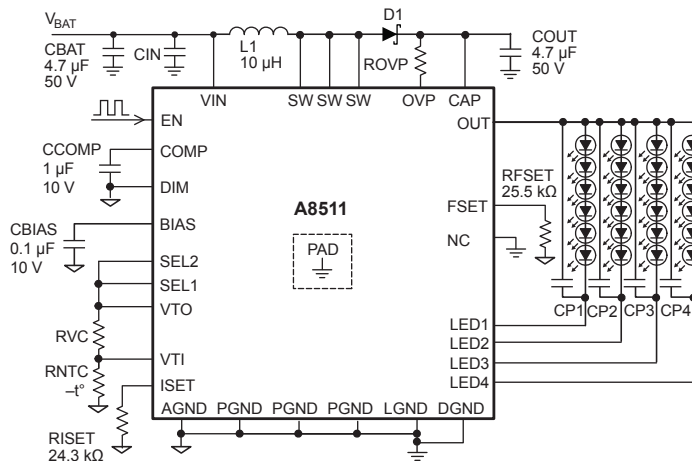 VBAT
D1
CBAT
4.7 µF
50 V
CIN
L1
10 µH
ROVP
COUT
4.7 µF
50 V
VIN
SW SW SW
OVP
CAP
EN
OUT
CCOMP
1 µF
10 V
COMP
DIM
RFSET
25.5 kΩ
A8511
FSET
CBIAS
0.1 µF
10 V
BIAS
PAD
NC
SEL2
SEL1
VTO
CP1
CP2
CP3
CP4
RVC
LED1
LED2
VTI
LED3
RNTC
–t°
ISET
LED4
AGND
PGND
PGND
PGND
LGND
DGND
RISET
24.3 kΩ